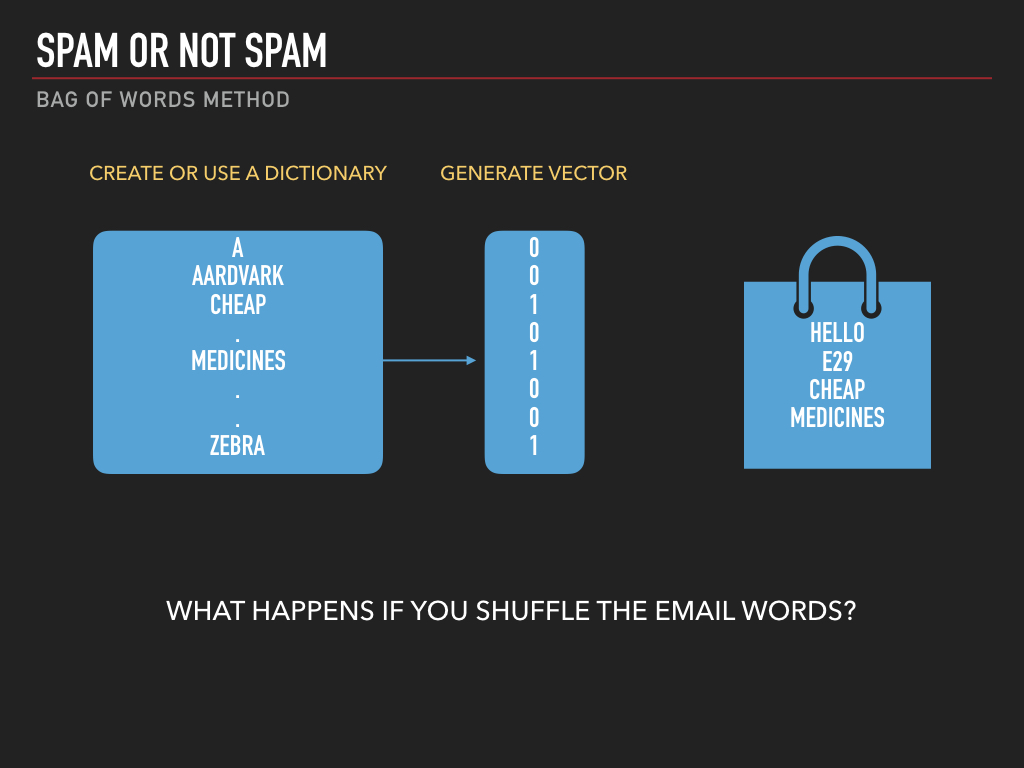 SPAM OR NOT SPAM
BAG OF WORDS METHOD
CREATE OR USE A DICTIONARY
GENERATE VECTOR
A
AARDVARK
CHEAP
.
MEDICINES
.
.
ZEBRA
0
0
1
0
1
0
0
1
HELLO
E29
CHEAP
MEDICINES
WHAT HAPPENS IF YOU SHUFFLE THE EMAIL WORDS?